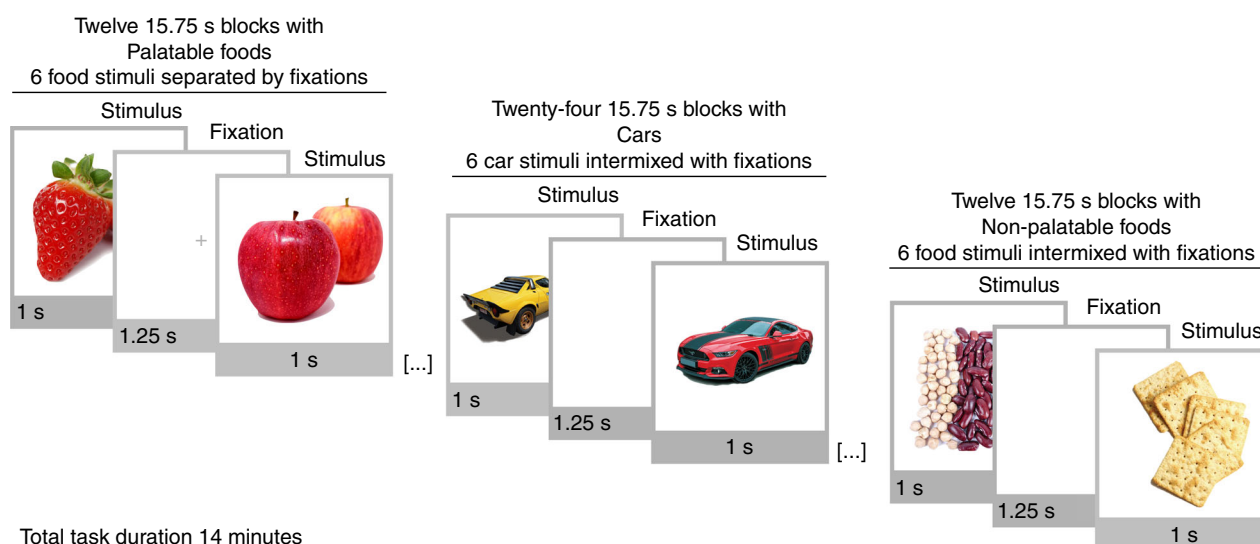 Twelve 15.75 s blocks with
Palatable foods
6 food stimuli separated by fixations
Stimulus
Fixation
Stimulus
+
1 s
1.25 s
1 s
[...]
Twenty-four 15.75 s blocks with
Cars
6 car stimuli intermixed with fixations
Stimulus
Fixation
Stimulus
1 s
1.25 s
1 s
[...]
Twelve 15.75 s blocks with
Non-palatable foods
6 food stimuli intermixed with fixations
Stimulus
Fixation
Stimulus
1 s
1.25 s
1 s
Total task duration 14 minutes